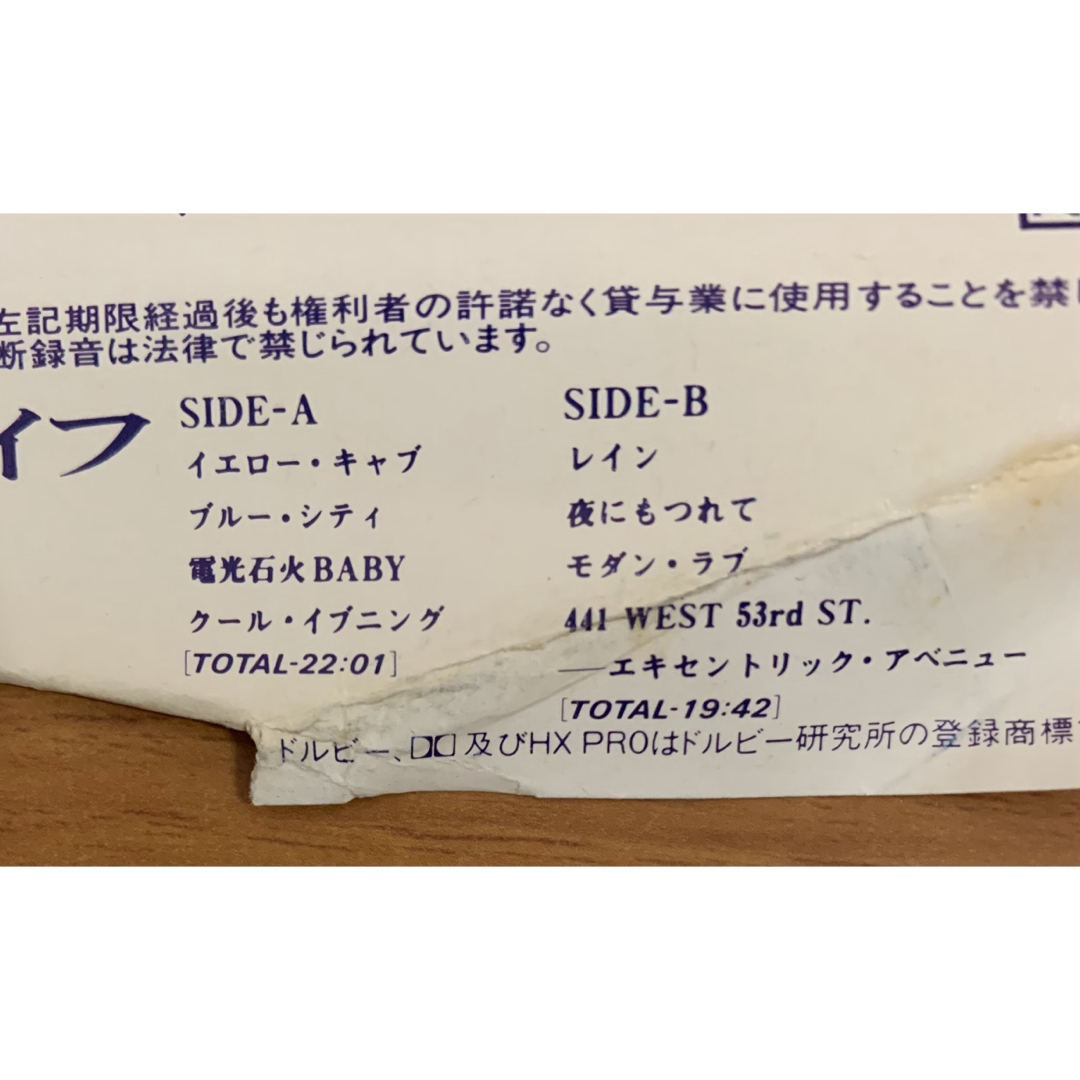 左記期限経過後も権利者の許諾なく貸与業に使用することを禁じ
断録音は法律で禁じられています。
イフ
SIDE-A
イエロー・キャブ
ブルー・シティ
電光石火BABY
クール・イブニング
[TOTAL-22:01]
SIDE-B
レイン
夜にもつれて
モダン・ラブ
441 WEST 53rd ST.
──エキセントリック・アベニュー
[TOTAL-19:42]
ドルビー、及びHX PROはドルビー研究所の登録商標